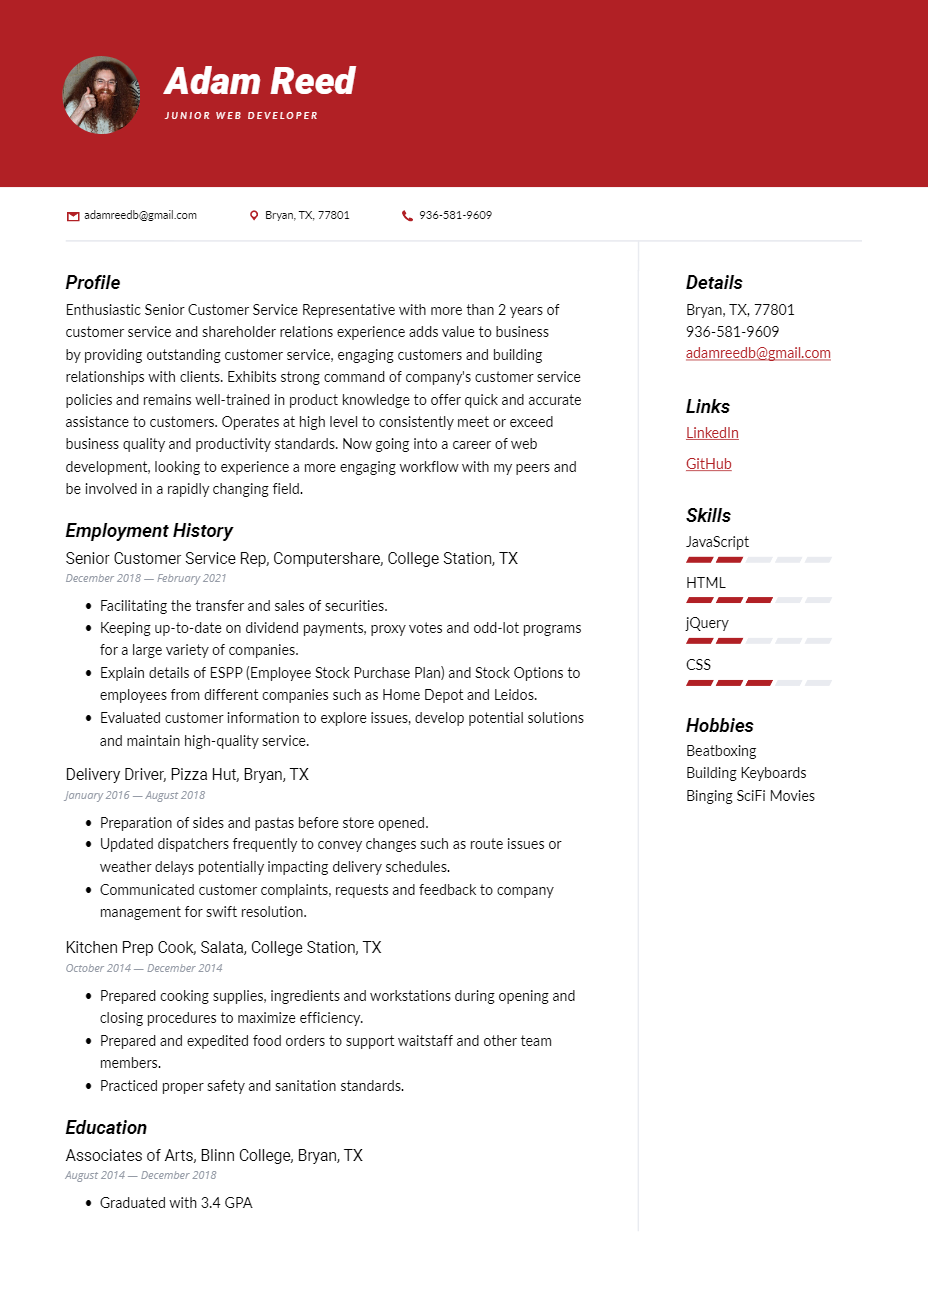 Adam Reed
JUNIOR WEB DEVELOPER
adamreedb@gmail.com
Bryan, TX, 77801
936-581-9609
Profile
Enthusiastic Senior Customer Service Representative with more than 2 years of
customer service and shareholder relations experience adds value to business
by providing outstanding customer service, engaging customers and building
relationships with clients. Exhibits strong command of company's customer service
policies and remains well-trained in product knowledge to offer quick and accurate
assistance to customers. Operates at high level to consistently meet or exceed
business quality and productivity standards. Now going into a career of web
development, looking to experience a more engaging workflow with my peers and
be involved in a rapidly changing field.
Employment History
Senior Customer Service Rep, Computershare, College Station, TX
December 2018 — February 2021
• Facilitating the transfer and sales of securities.
• Keeping up-to-date on dividend payments, proxy votes and odd-lot programs
for a large variety of companies.
• Explain details of ESPP (Employee Stock Purchase Plan) and Stock Options to
employees from different companies such as Home Depot and Leidos.
• Evaluated customer information to explore issues, develop potential solutions
and maintain high-quality service.
Delivery Driver, Pizza Hut, Bryan, TX
January 2016 — August 2018
• Preparation of sides and pastas before store opened.
• Updated dispatchers frequently to convey changes such as route issues or
weather delays potentially impacting delivery schedules.
• Communicated customer complaints, requests and feedback to company
management for swift resolution.
Kitchen Prep Cook, Salata, College Station, TX
October 2014 — December 2014
• Prepared cooking supplies, ingredients and workstations during opening and
closing procedures to maximize efficiency.
• Prepared and expedited food orders to support waitstaff and other team
members.
• Practiced proper safety and sanitation standards.
Education
Associates of Arts, Blinn College, Bryan, TX
August 2014 — December 2018
• Graduated with 3.4 GPA
Details
Bryan, TX, 77801
936-581-9609
adamreedb@gmail.com
Links
LinkedIn
GitHub
Skills
JavaScript
HTML
jQuery
CSS
Hobbies
Beatboxing
Building Keyboards
Binging SciFi Movies